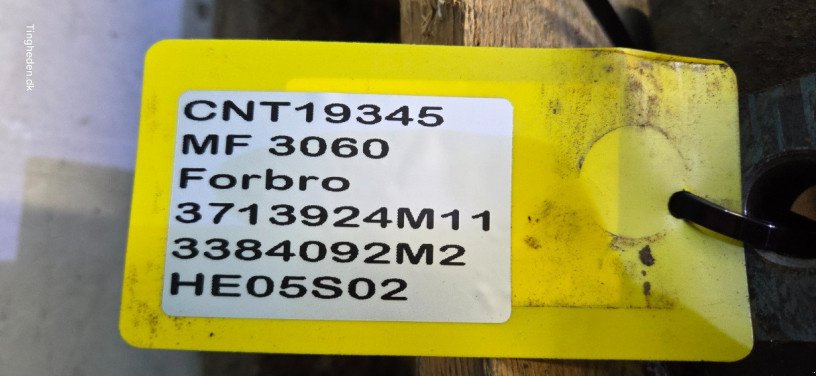 Tingheden.dk
CNT19345
MF 3060
Forbro
3713924M11
3384092M2
HE05S02